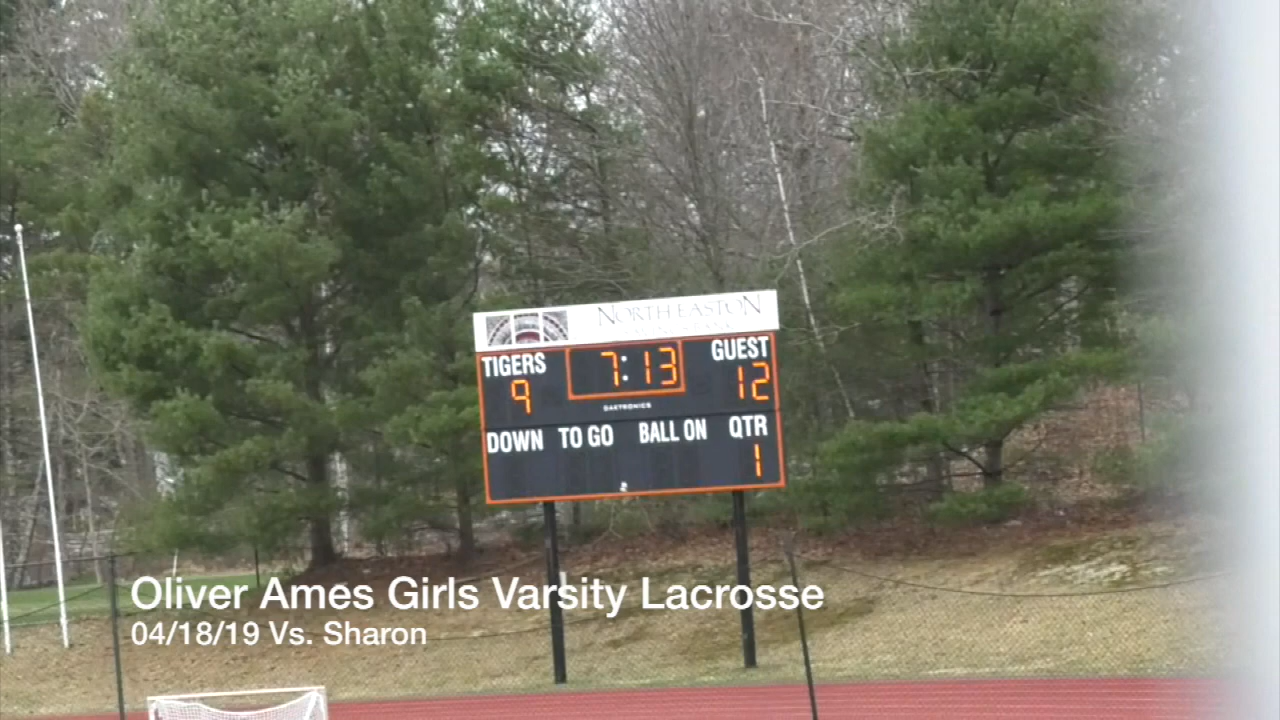 NORTH EASTON
TIGERS 7:13 GUEST
9 12
DAKTRONICS
DOWN TO GO BALL ON QTR
1
Oliver Ames Girls Varsity Lacrosse
04/18/19 Vs. Sharon